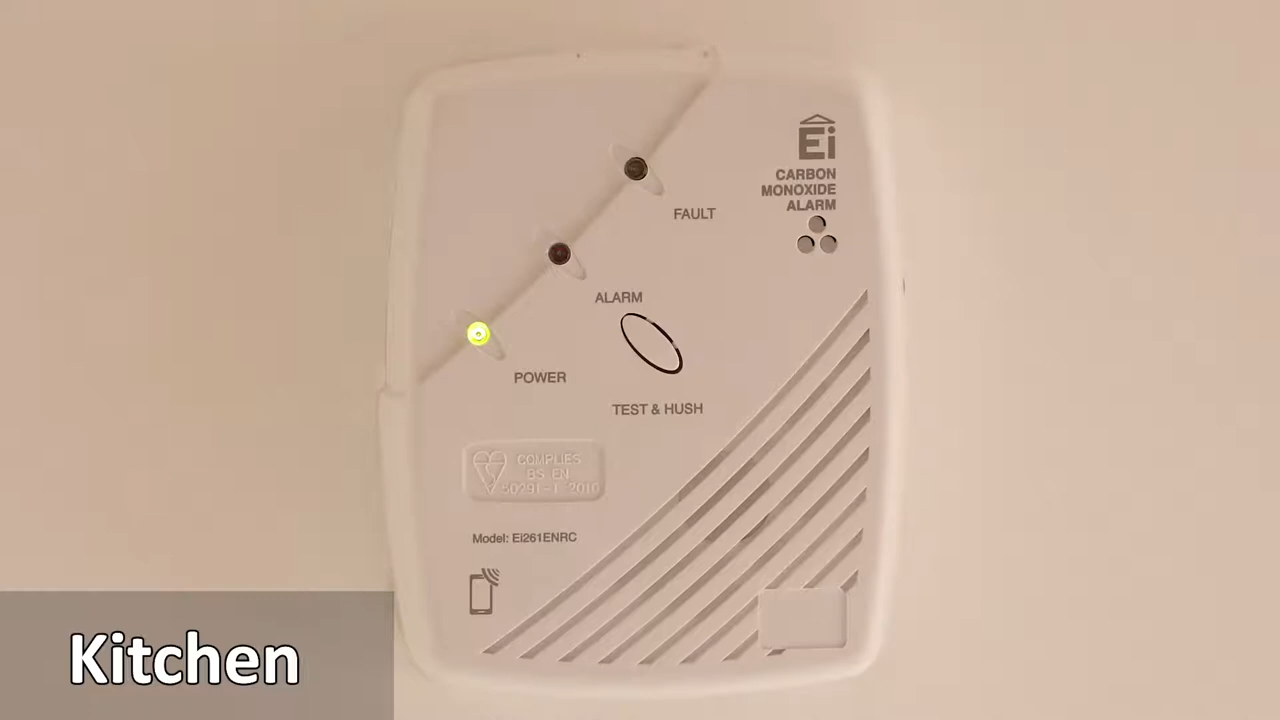 Ei
CARBON
MONOXIDE
ALARM
FAULT
ALARM
POWER
TEST & HUSH
COMPLIES
BS EN
50291-1 2010
Model: Ei261ENRC
Kitchen